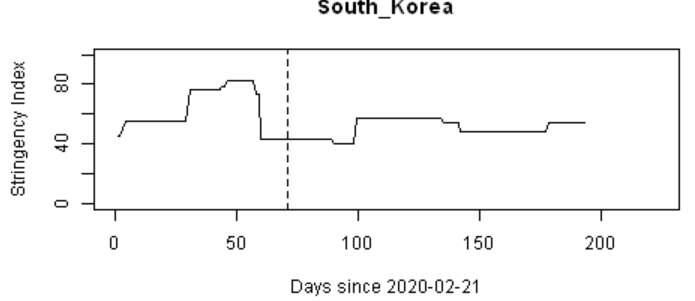 South_Korea
Stringency Index
80
40
0
0 50 100 150 200
Days since 2020-02-21